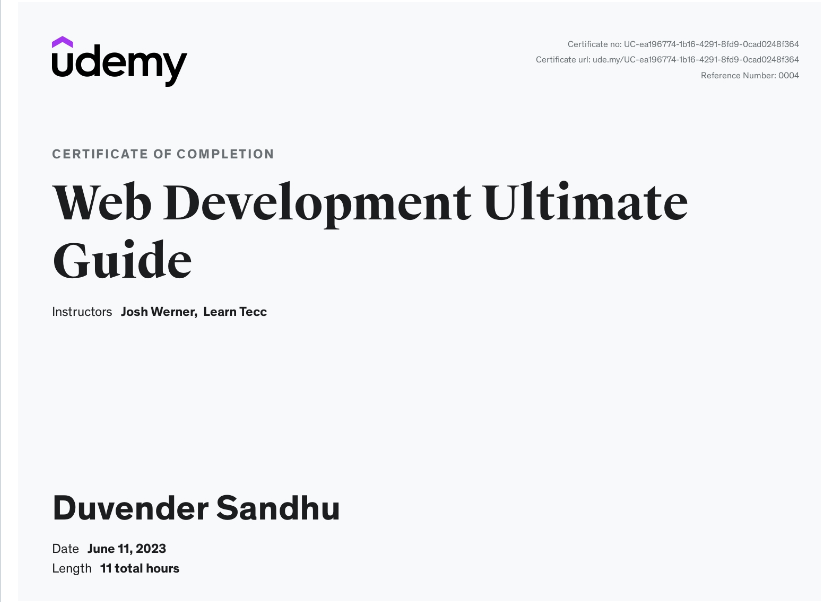 udemy
Certificate no: UC-ea196774-1b16-4291-8fd9-0cad0248f364
Certificate url: ude.my/UC-ea196774-1b16-4291-8fd9-0cad0248f364
Reference Number: 0004
CERTIFICATE OF COMPLETION
Web Development Ultimate
Guide
Instructors Josh Werner, Learn Tecc
Duvender Sandhu
Date June 11, 2023
Length 11 total hours